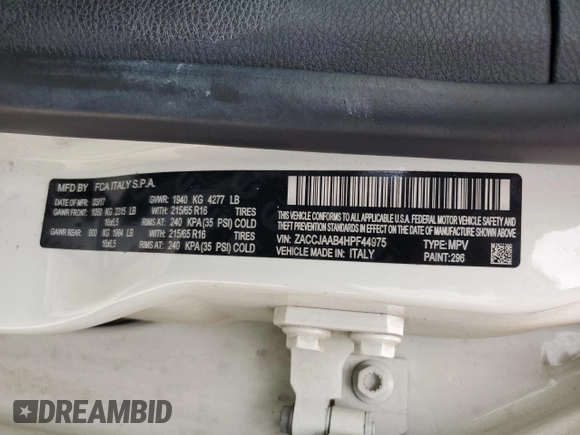 MFD BY FCA ITALY S.P.A.
DATE OF MFR: 03/17 GVWR: 1940 KG 4277 LB
GAWR FRONT: 1050 KG 2315 LB WITH: 215/65 R16 TIRES
16x6.5 RIMS AT: 240 KPA (35 PSI) COLD
GAWR REAR: WITH: 215/65 R16 TIRES
16x6.5 RIMS AT: 240 KPA (35 PSI) COLD
THIS VEHICLE CONFORMS TO ALL APPLICABLE
FEDERAL MOTOR VEHICLE SAFETY
AND THEFT PREVENTION STANDARDS IN
EFFECT ON THE DATE OF MANUFACTURE
SHOWN ABOVE.
VIN: ZACCJAAB4HPF44975 TYPE: MPV
VEHICLE MADE IN: ITALY PAINT: 296
DREAMBID